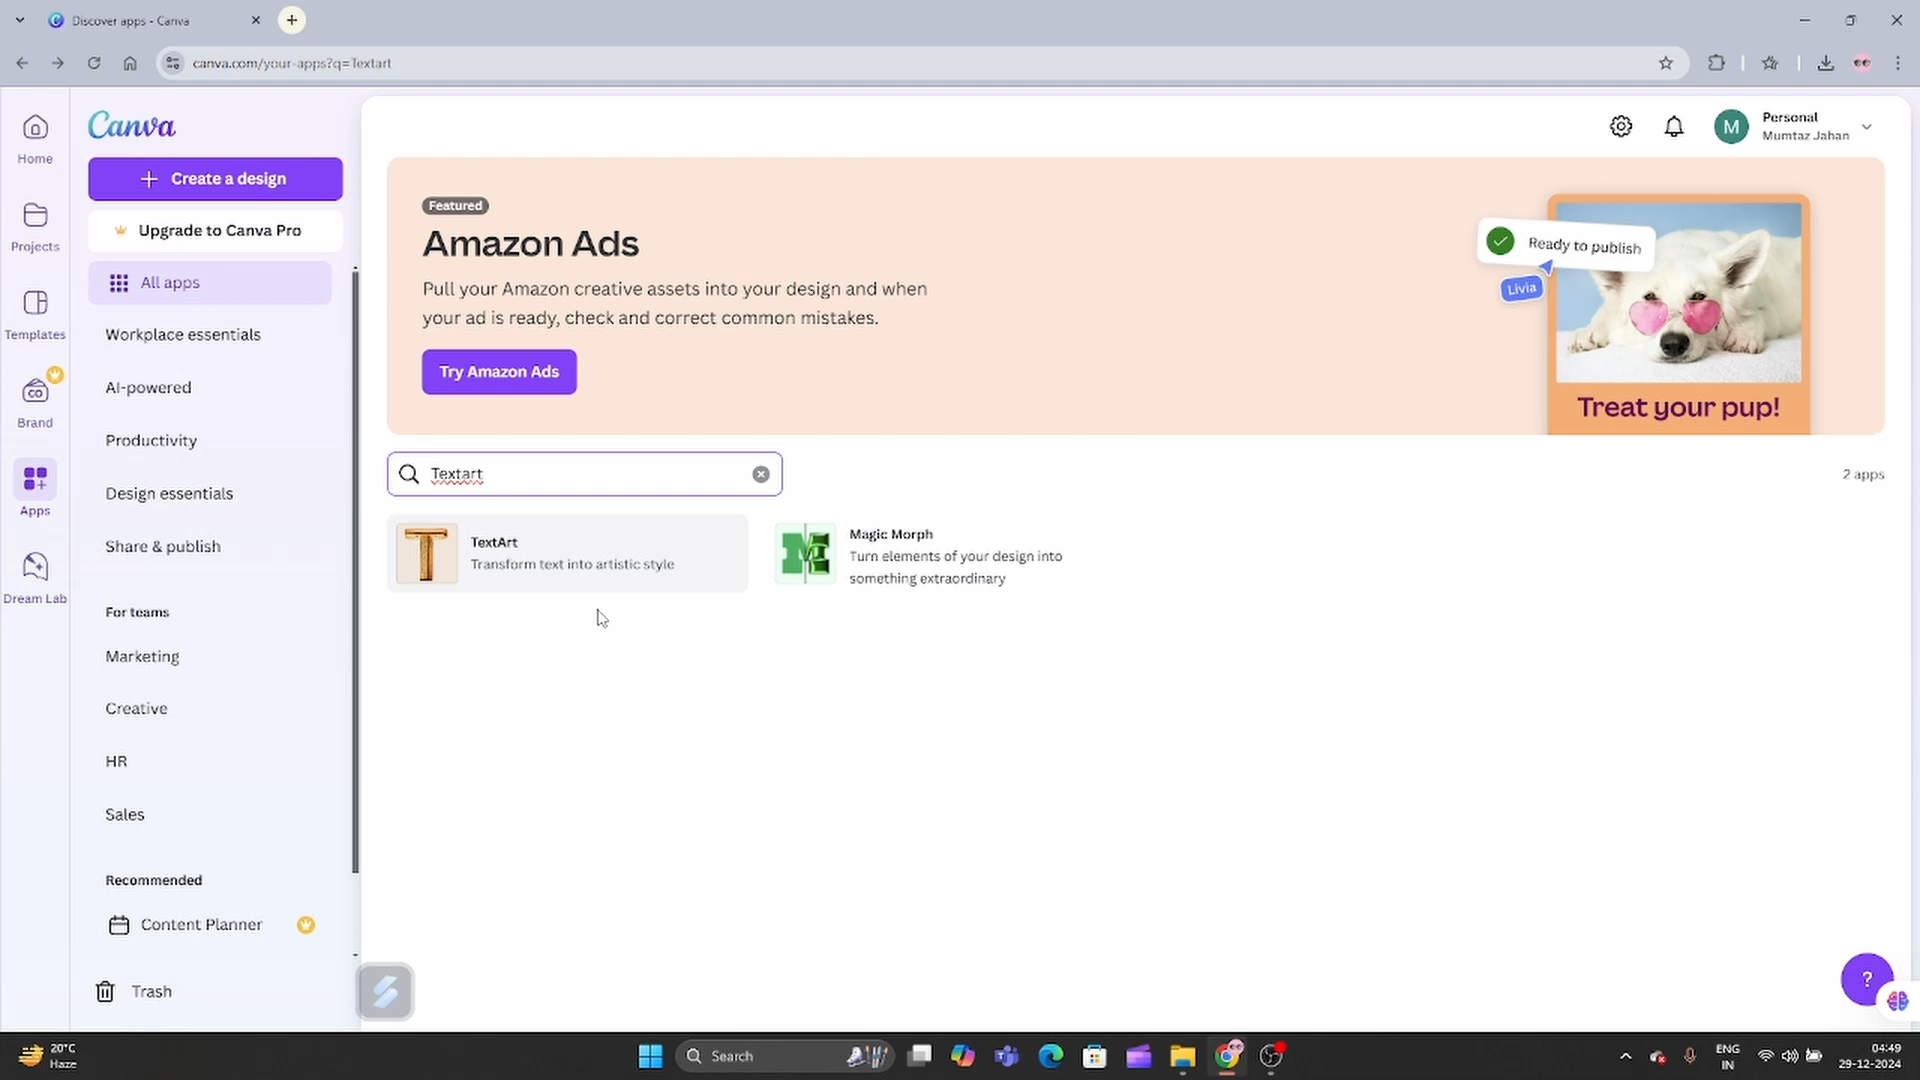 Discover apps - Canva
canva.com/your-apps?q=Textart
Canva
Home
Projects
Templates
Brand
Apps
Dream Lab
Create a design
Upgrade to Canva Pro
All apps
Workplace essentials
AI-powered
Productivity
Design essentials
Share & publish
For teams
Marketing
Creative
HR
Sales
Recommended
Content Planner
Trash
M
Personal
Mumtaz Jahan
Featured
Amazon Ads
Pull your Amazon creative assets into your design and when
your ad is ready, check and correct common mistakes.
Try Amazon Ads
Ready to publish
Livia
Treat your pup!
Textart
2 apps
T
TextArt
Transform text into artistic style
M
Magic Morph
Turn elements of your design into
something extraordinary
?
20°C
Haze
Search
ENG
IN
04:49
29-12-2024